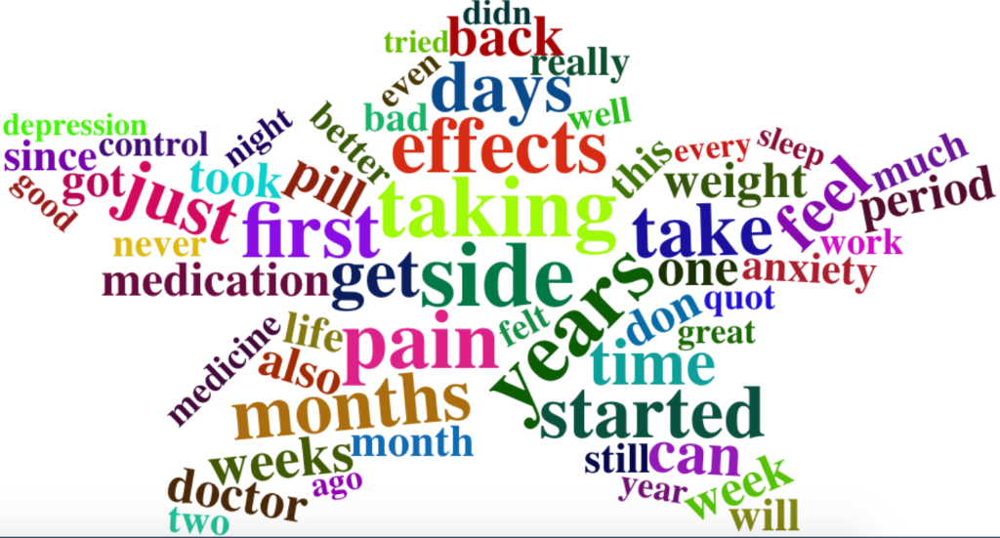 didn
tried back
even really
days
depression control night better bad effects well
since this every sleep
good got just took pill weight feel much
taking period
never first take work
medication get side years one anxiety
don quot
medicine life pain felt great
also time
months started
weeks month still can
doctor ago year week
two will